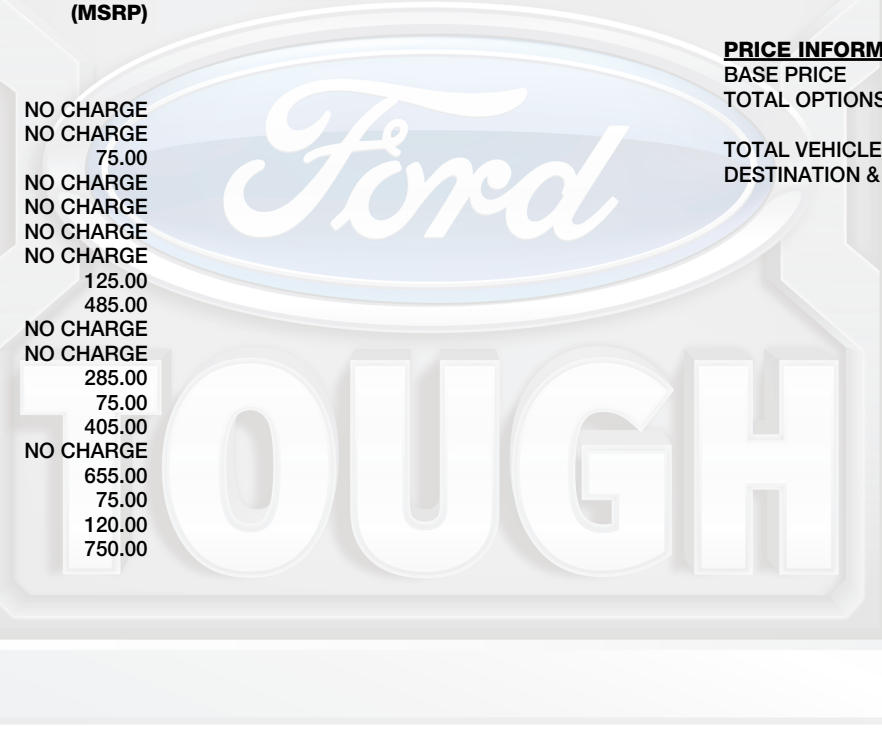 (MSRP)
NO CHARGE
NO CHARGE
75.00
NO CHARGE
NO CHARGE
NO CHARGE
NO CHARGE
125.00
485.00
NO CHARGE
NO CHARGE
285.00
75.00
405.00
NO CHARGE
655.00
75.00
120.00
750.00
PRICE INFORM
BASE PRICE
TOTAL OPTIONS
TOTAL VEHICLE
DESTINATION &
Ford
TOUGH